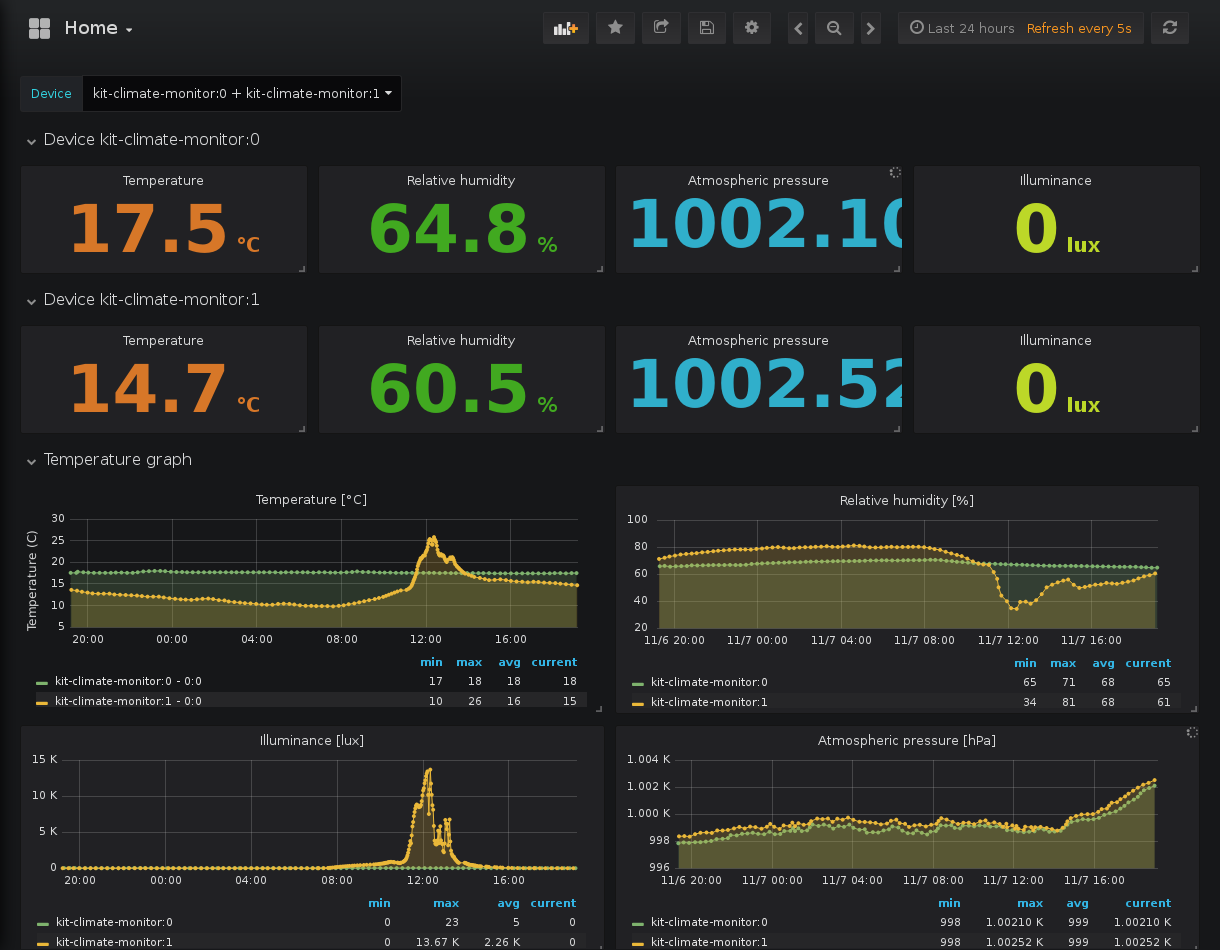 Home
Last 24 hours Refresh every 5s
Device kit-climate-monitor:0 + kit-climate-monitor:1
Device kit-climate-monitor:0
Temperature Relative humidity Atmospheric pressure Illuminance
17.5 °C 64.8 % 1002.10 0 lux
Device kit-climate-monitor:1
Temperature Relative humidity Atmospheric pressure Illuminance
14.7 °C 60.5 % 1002.52 0 lux
Temperature graph
Temperature [°C]
Temperature (C)
30
25
20
15
10
5
20:00 00:00 04:00 08:00 12:00 16:00
min max avg current
kit-climate-monitor:0 - 0:0 17 18 18 18
kit-climate-monitor:1 - 0:0 10 26 16 15
Relative humidity [%]
100
80
60
40
20
11/6 20:00 11/7 00:00 11/7 04:00 11/7 08:00 11/7 12:00 11/7 16:00
min max avg current
kit-climate-monitor:0 65 71 68 65
kit-climate-monitor:1 34 81 68 61
Illuminance [lux]
15 K
10 K
5 K
0
20:00 00:00 04:00 08:00 12:00 16:00
min max avg current
kit-climate-monitor:0 0 23 5 0
kit-climate-monitor:1 0 13.67 K 2.26 K 0
Atmospheric pressure [hPa]
1.004 K
1.002 K
1.000 K
998
996
11/6 20:00 11/7 00:00 11/7 04:00 11/7 08:00 11/7 12:00 11/7 16:00
min max avg current
kit-climate-monitor:0 998 1.00210 K 999 1.00210 K
kit-climate-monitor:1 998 1.00252 K 999 1.00252 K